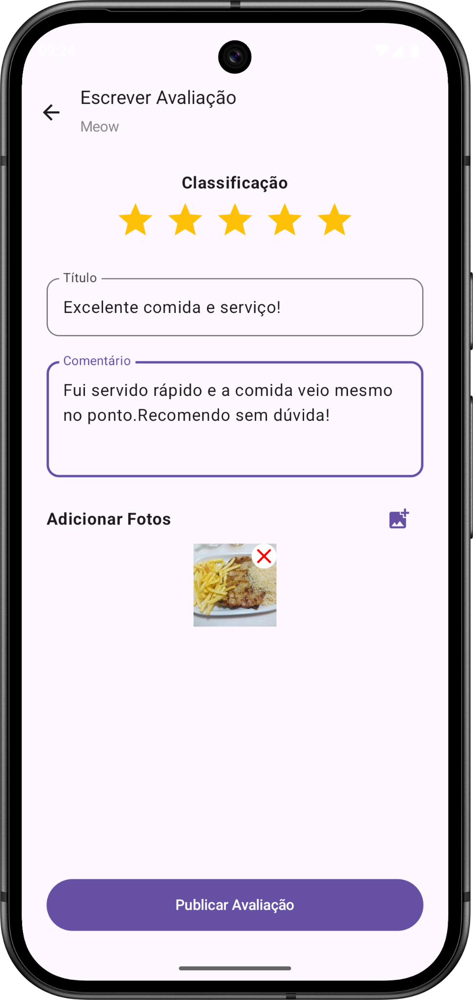 09:24
Escrever Avaliação
Meow
Classificação
Título
Excelente comida e serviço!
Comentário
Fui servido rápido e a comida veio mesmo
no ponto.Recomendo sem dúvida!
Adicionar Fotos
Publicar Avaliação